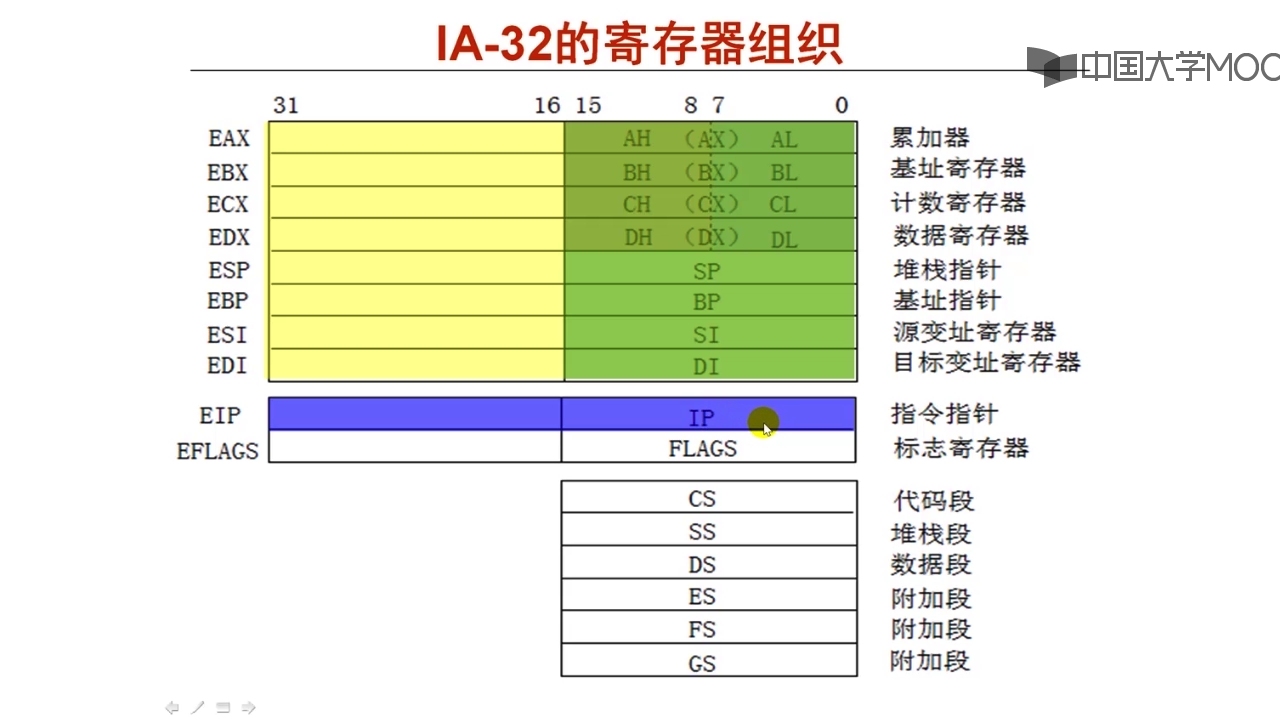 IA-32的寄存器组织
中国大学MOO
31 16 15 8 7 0
EAX AH （AX） AL 累加器
EBX BH （BX） BL 基址寄存器
ECX CH （CX） CL 计数寄存器
EDX DH （DX） DL 数据寄存器
ESP SP 堆栈指针
EBP BP 基址指针
ESI SI 源变址寄存器
EDI DI 目标变址寄存器
EIP IP 指令指针
EFLAGS FLAGS 标志寄存器
CS 代码段
SS 堆栈段
DS 数据段
ES 附加段
FS 附加段
GS 附加段